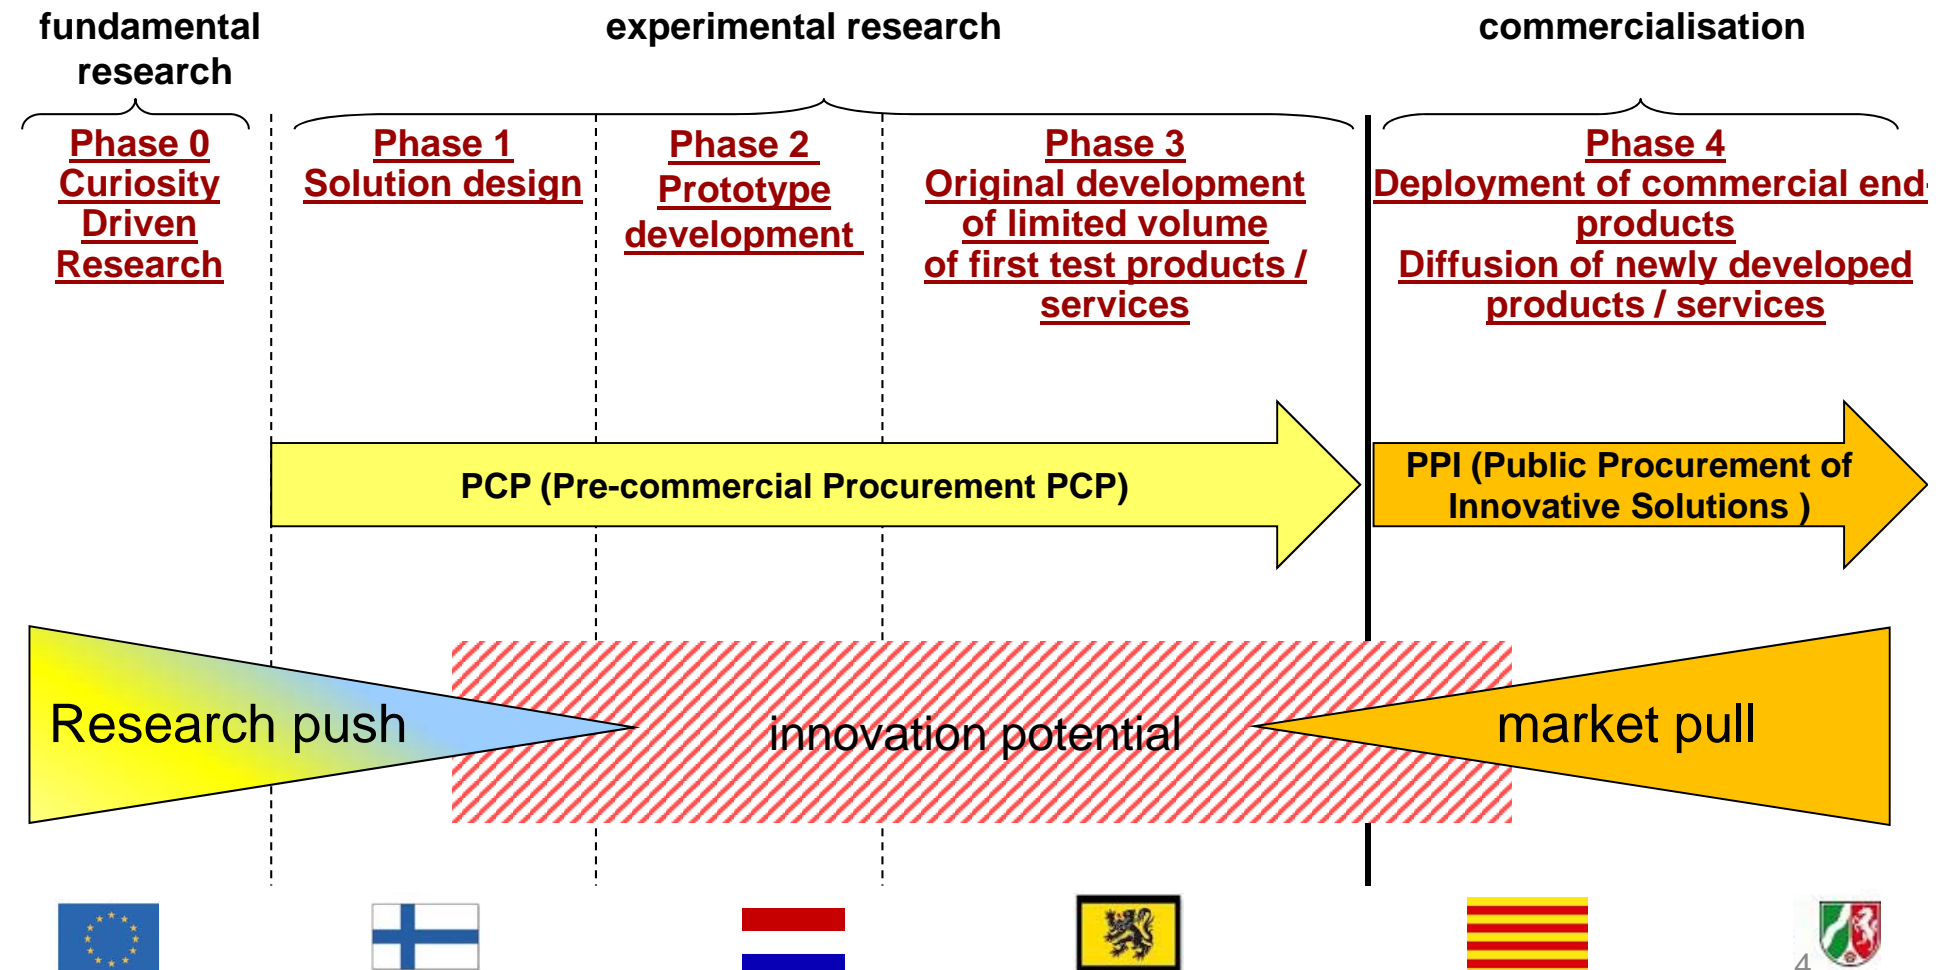 fundamental
research
experimental research
commercialisation
Phase 0
Curiosity
Driven
Research
Phase 1
Solution design
Phase 2
Prototype
development
Phase 3
Original development
of limited volume
of first test products /
services
Phase 4
Deployment of commercial end-
products
Diffusion of newly developed
products / services
PCP (Pre-commercial Procurement PCP)
PPI (Public Procurement of
Innovative Solutions )
Research push
innovation potential
market pull
4